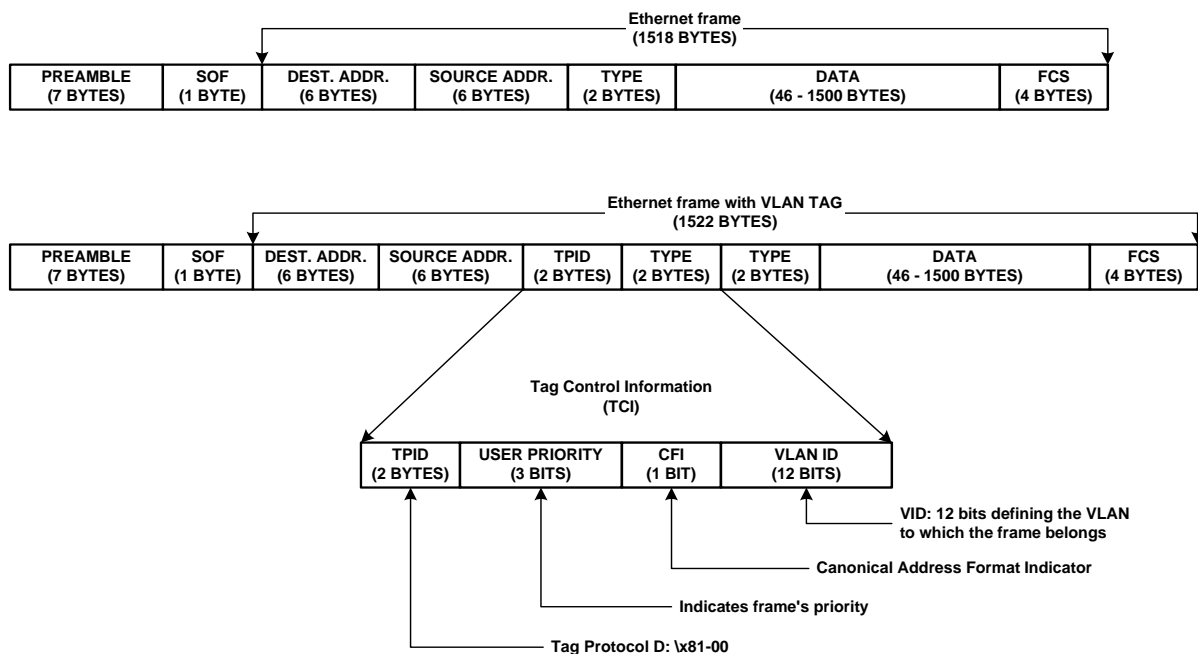 Ethernet frame
(1518 BYTES)
PREAMBLE
(7 BYTES)
SOF
(1 BYTE)
DEST. ADDR.
(6 BYTES)
SOURCE ADDR.
(6 BYTES)
TYPE
(2 BYTES)
DATA
(46 - 1500 BYTES)
FCS
(4 BYTES)
Ethernet frame with VLAN TAG
(1522 BYTES)
PREAMBLE
(7 BYTES)
SOF
(1 BYTE)
DEST. ADDR.
(6 BYTES)
SOURCE ADDR.
(6 BYTES)
TPID
(2 BYTES)
TYPE
(2 BYTES)
TYPE
(2 BYTES)
DATA
(46 - 1500 BYTES)
FCS
(4 BYTES)
Tag Control Information
(TCI)
TPID
(2 BYTES)
USER PRIORITY
(3 BITS)
CFI
(1 BIT)
VLAN ID
(12 BITS)
VID: 12 bits defining the VLAN
to which the frame belongs
Canonical Address Format Indicator
Indicates frame's priority
Tag Protocol D: \x81-00